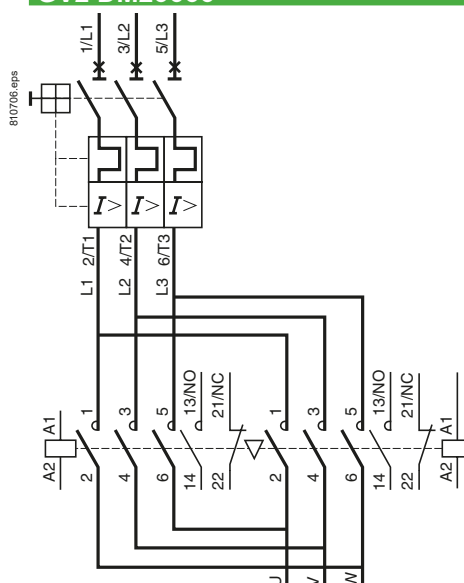 810706.eps
1/L1
3/L2
5/L3
I>
I>
I>
2/T1
4/T2
6/T3
L1
L2
L3
A1
A2
1
3
5
13/NO
21/NC
2
4
6
14
22
1
3
5
13/NO
21/NC
2
4
6
14
22
A1
A2
U
V
W